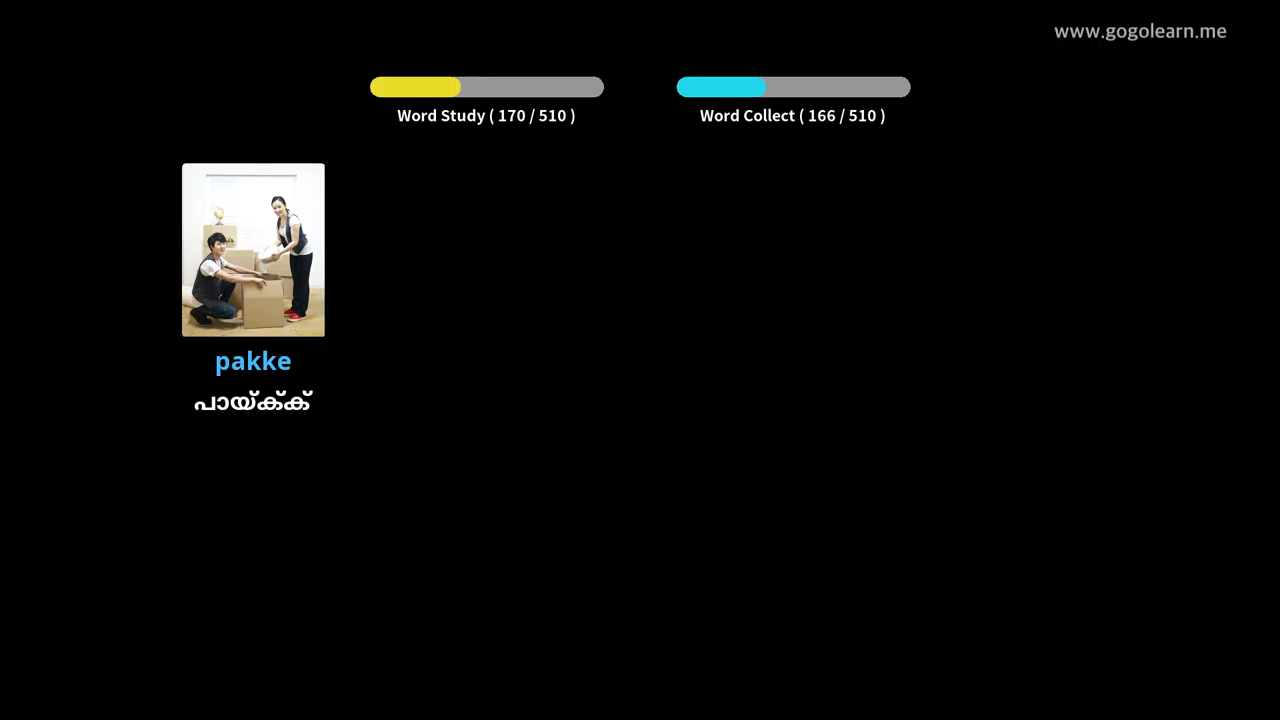 www.gogolearn.me
Word Study ( 170 / 510 )
Word Collect ( 166 / 510 )
pakke
പായ്ക്ക്